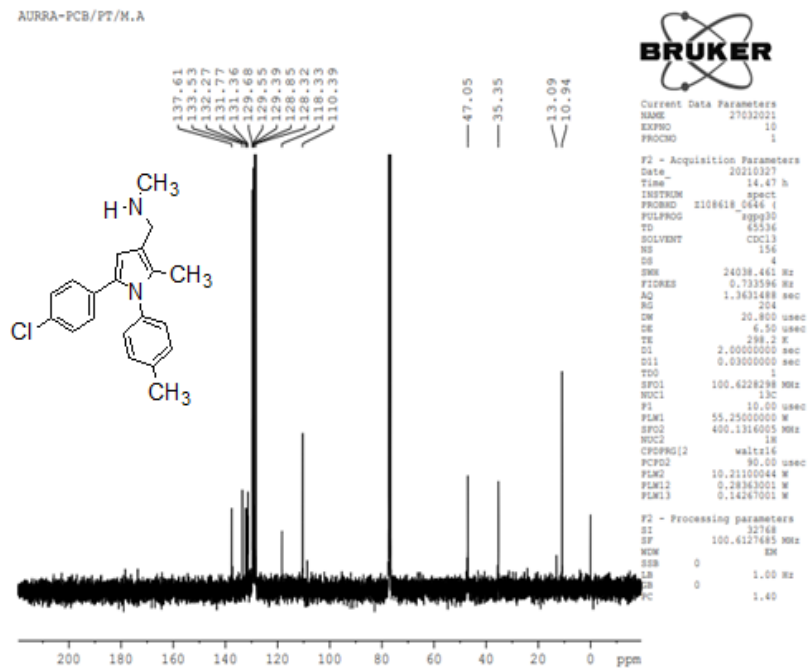 AURRA-PCB/PT/M.A
137.61
133.53
132.27
131.77
131.36
129.68
129.55
129.39
128.85
128.32
118.33
110.39
47.05
35.35
13.09
10.94
BRUKER
Current Data Parameters
NAME 27032021
EXPNO 10
PROCNO 1
F2 - Acquisition Parameters
Date_ 20210327
Time 14.47 h
INSTRUM spect
PROBHD Z108618_0646 (
PULPROG zgpg30
TD 65536
SOLVENT CDCl3
NS 156
DS 4
SWH 24038.461 Hz
FIDRES 0.733596 Hz
AQ 1.3631488 sec
RG 204
DW 20.800 usec
DE 6.50 usec
TE 298.2 K
D1 2.00000000 sec
D11 0.03000000 sec
TD0 1
SFO1 100.6228298 MHz
NUC1 13C
P1 10.00 usec
PLW1 55.25000000 W
SFO2 400.1316005 MHz
NUC2 1H
CPDPRG[2 waltz16
PCPD2 90.00 usec
PLW2 10.21100044 W
PLW12 0.28363001 W
PLW13 0.14267001 W
F2 - Processing parameters
SI 32768
SF 100.6127685 MHz
WDW EM
SSB 0
LB 1.00 Hz
GB 0
PC 1.40
CH3
H N
CH3
N
Cl
CH3
200 180 160 140 120 100 80 60 40 20 0 ppm